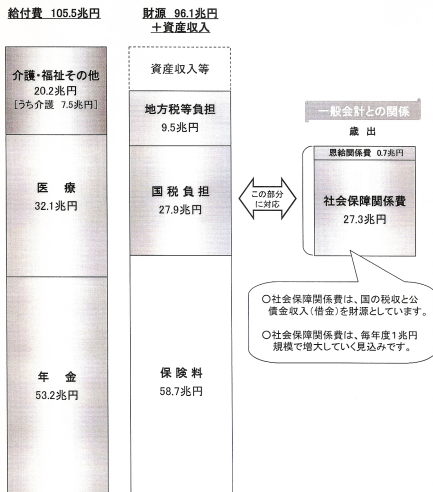 給付費 105.5兆円
介護・福祉その他
20.2兆円
[うち介護 7.5兆円]
医 療
32.1兆円
年 金
53.2兆円
財源 96.1兆円
＋資産収入
資産収入等
地方税等負担
9.5兆円
国税負担
27.9兆円
保 険 料
58.7兆円
この部分
に対応
一般会計との関係
歳 出
恩給関係費 0.7兆円
社会保障関係費
27.3兆円
○社会保障関係費は、国の税収と公
債金収入(借金)を財源としています。
○社会保障関係費は、毎年度1兆円
規模で増大していく見込みです。